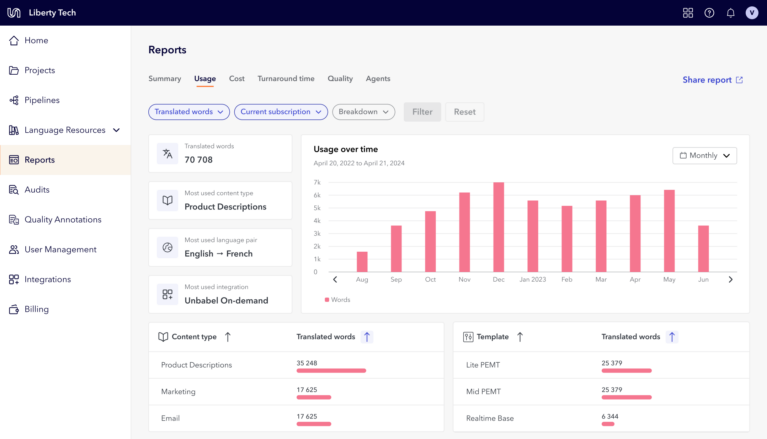 Liberty Tech
V
Home
Projects
Pipelines
Language Resources
Reports
Audits
Quality Annotations
User Management
Integrations
Billing
Reports
Summary Usage Cost Turnaround time Quality Agents
Share report
Translated words Current subscription Breakdown Filter Reset
Translated words
70 708
Most used content type
Product Descriptions
Most used language pair
English → French
Most used integration
Unbabel On-demand
Usage over time
April 20, 2022 to April 21, 2024
Monthly
7k
6k
5k
4k
3k
2k
1k
0
Aug Sep Oct Nov Dec Jan 2023 Feb Mar Apr May Jun
Words
Content type ↑ Translated words ↑
Product Descriptions 35 248
Marketing 17 625
Email 17 625
Template ↑ Translated words ↑
Lite PEMT 25 379
Mid PEMT 25 379
Realtime Base 6 344